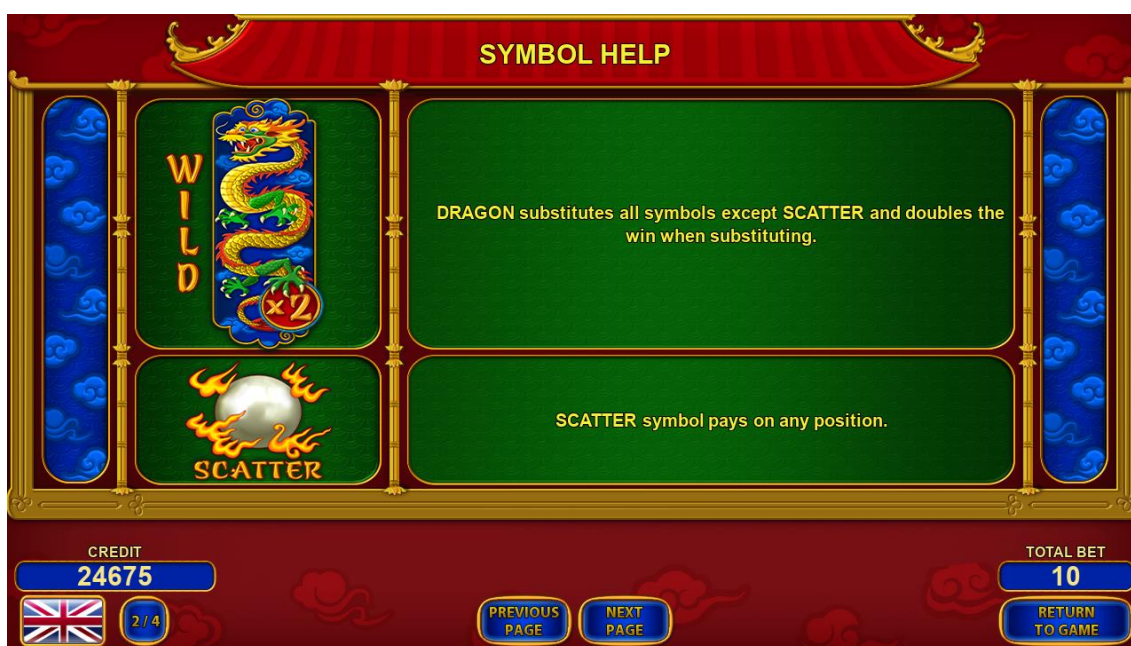 SYMBOL HELP
WILD
x2
DRAGON substitutes all symbols except SCATTER and doubles the
win when substituting.
SCATTER
SCATTER symbol pays on any position.
CREDIT
24675
TOTAL BET
10
2/4
PREVIOUS
PAGE
NEXT
PAGE
RETURN
TO GAME